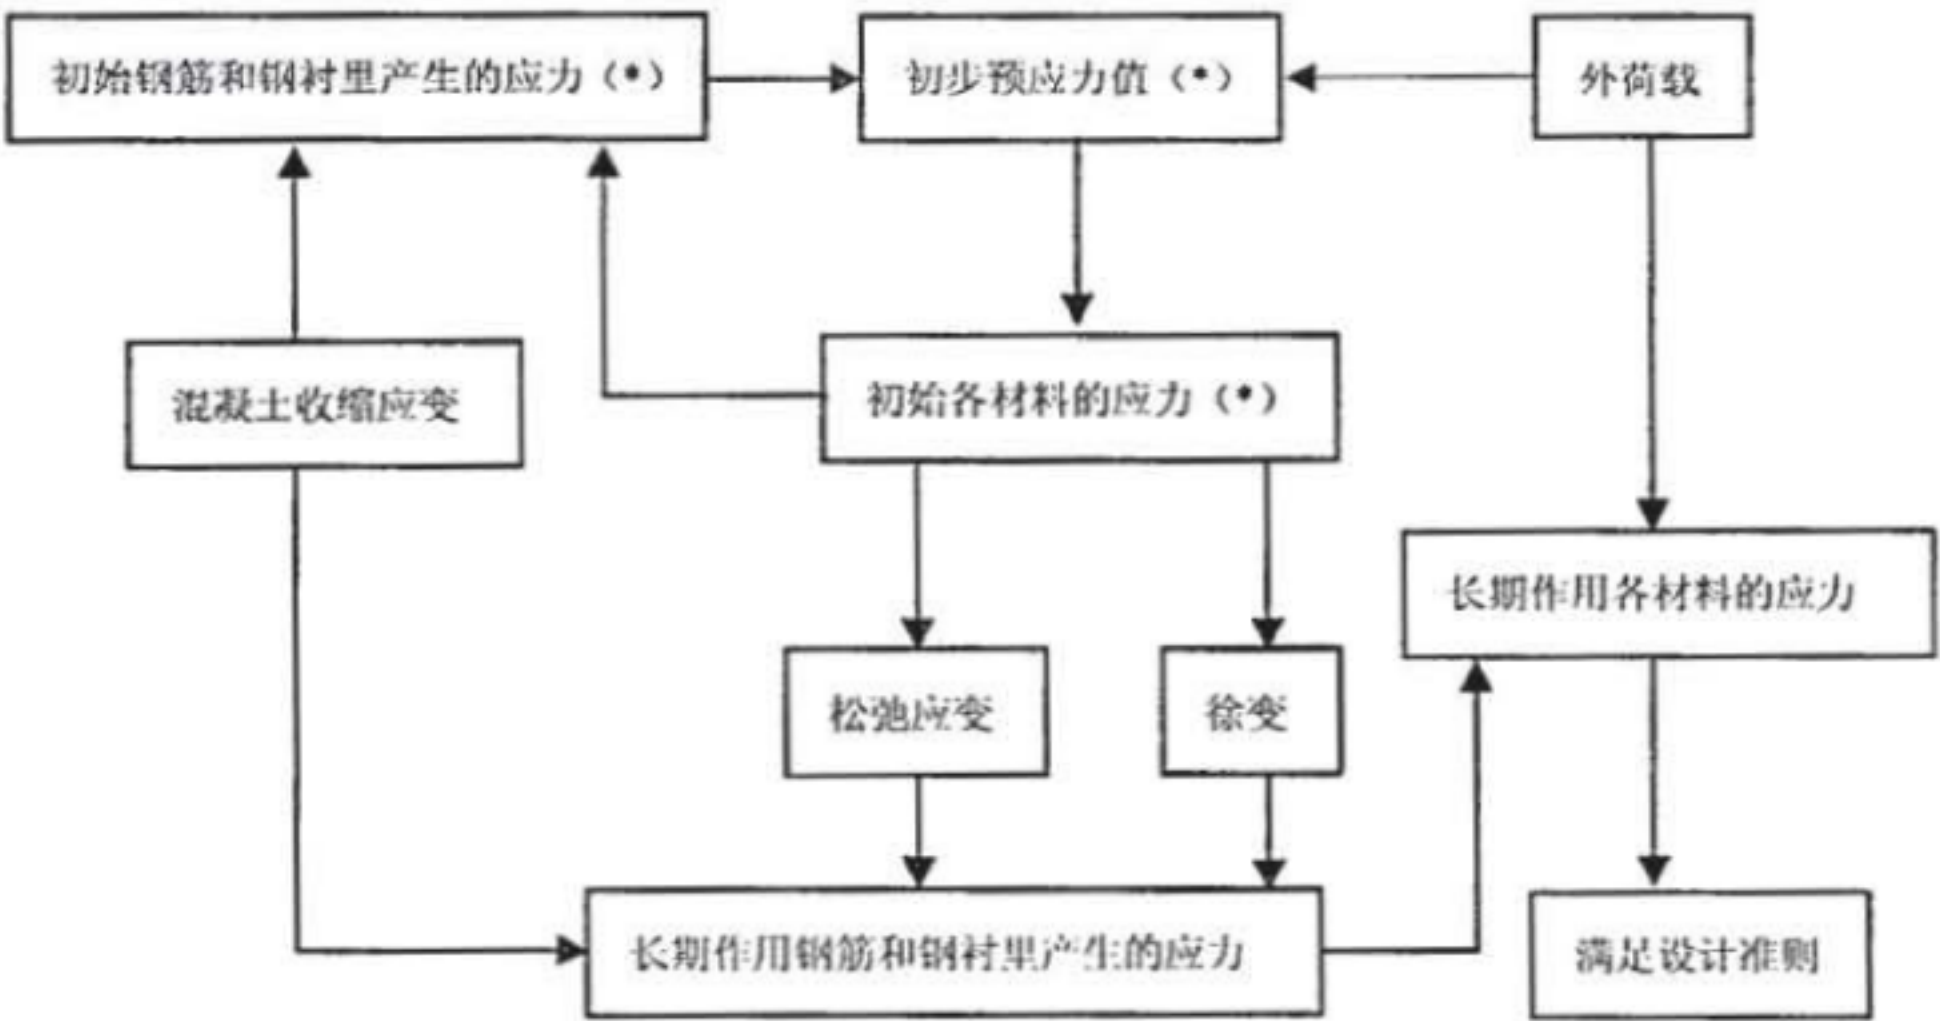 初始钢筋和钢衬里产生的应力（*）
初步预应力值（*）
外荷载
混凝土收缩应变
初始各材料的应力（*）
长期作用各材料的应力
松弛应变
徐变
长期作用钢筋和钢衬里产生的应力
满足设计准则